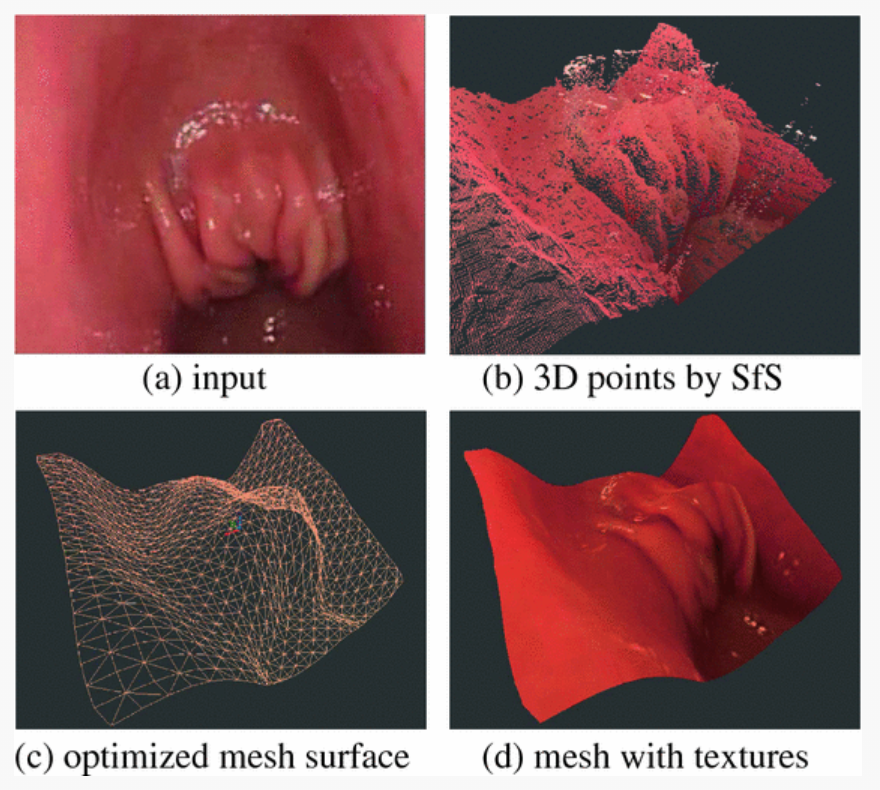 (a) input
(b) 3D points by SfS
(c) optimized mesh surface
(d) mesh with textures